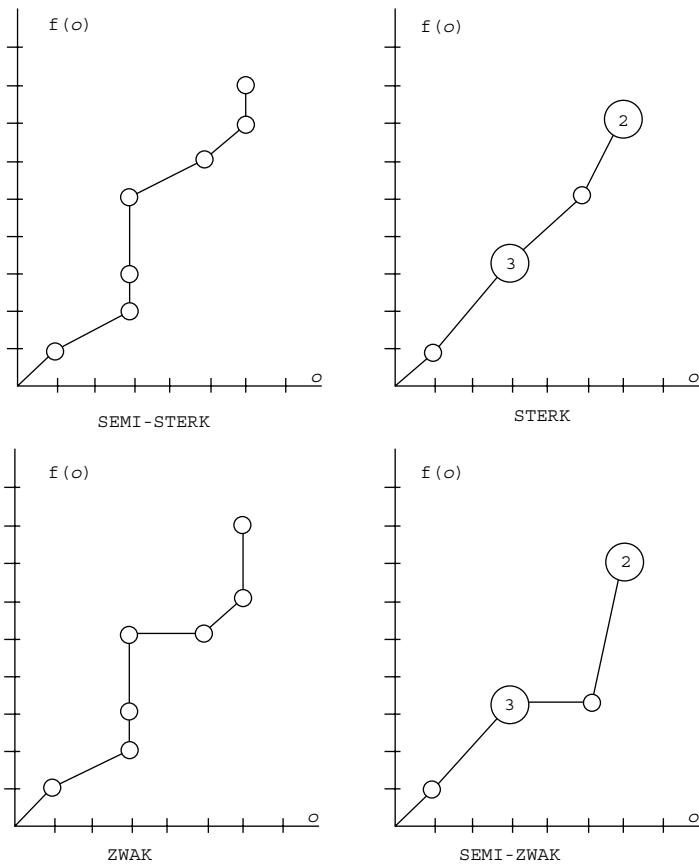 f(o)
o
SEMI-STERK
f(o)
2
3
o
STERK
f(o)
o
ZWAK
f(o)
2
3
o
SEMI-ZWAK